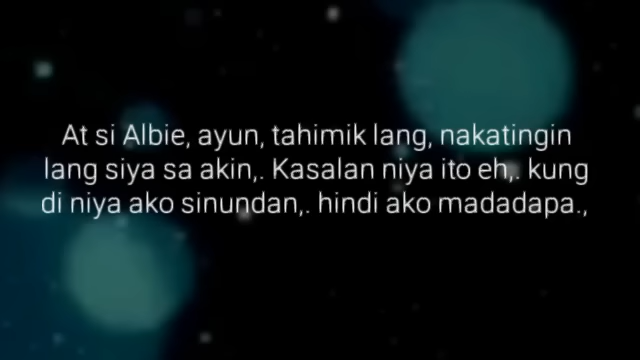 At si Albie, ayun, tahimik lang, nakatingin
lang siya sa akin,. Kasalan niya ito eh,. kung
di niya ako sinundan,. hindi ako madadapa.,